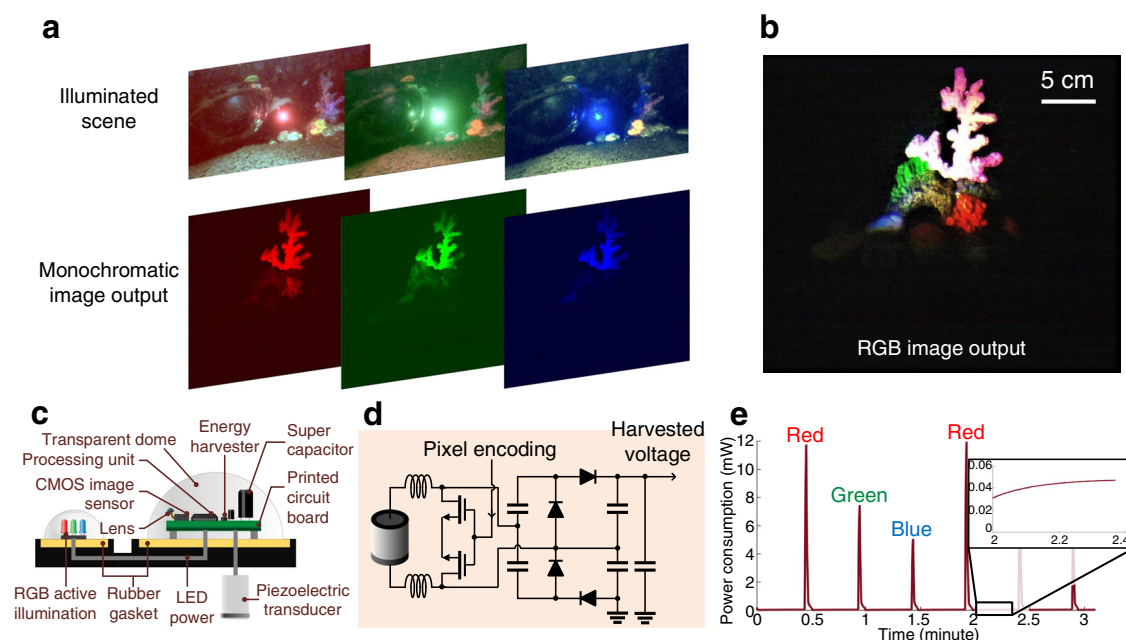 a
Illuminated
scene
Monochromatic
image output
b
5 cm
RGB image output
c
Transparent dome
Processing unit
CMOS image
sensor
Lens
Energy
harvester
Super
capacitor
Printed
circuit
board
RGB active
illumination
Rubber
gasket
LED
power
Piezoelectric
transducer
d
Pixel encoding
Harvested
voltage
e
Power consumption (mW)
12
10
8
6
4
2
0
Red
Green
Blue
Red
0.06
0.04
0.02
0
2
2.2
2.4
0
0.5
1
1.5
2
2.5
3
Time (minute)